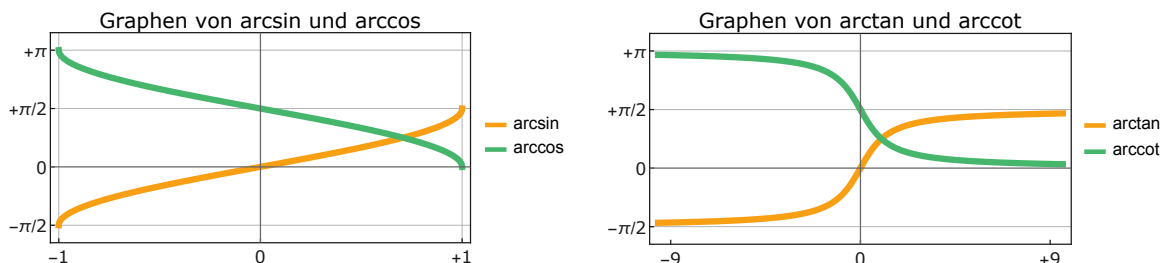 Graphen von arcsin und arccos
+π
+π/2
0
−π/2
−1
0
+1
arcsin
arccos
Graphen von arctan und arccot
+π
+π/2
0
−π/2
−9
0
+9
arctan
arccot